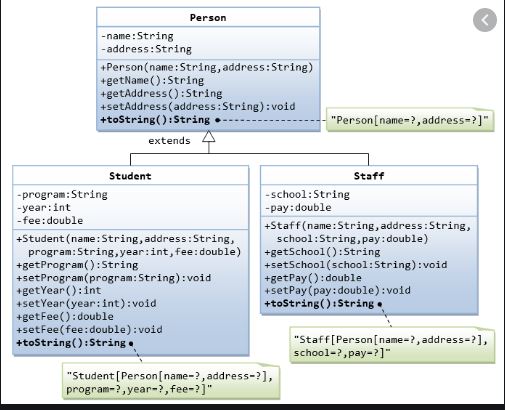 Person
-name:String
-address:String
+Person(name:String,address:String)
+getName():String
+getAddress():String
+setAddress(address:String):void
+toString():String
"Person[name=?,address=?]"
extends
Student
-program:String
-year:int
-fee:double
+Student(name:String,address:String,
program:String,year:int,fee:double)
+getProgram():String
+setProgram(program:String):void
+getYear():int
+setYear(year:int):void
+getFee():double
+setFee(fee:double):void
+toString():String
"Student[Person[name=?,address=?],
program=?,year=?,fee=?]"
Staff
-school:String
-pay:double
+Staff(name:String,address:String,
school:String,pay:double)
+getSchool():String
+setSchool(school:String):void
+getPay():double
+setPay(pay:double):void
+toString():String
"Staff[Person[name=?,address=?],
school=?,pay=?]"